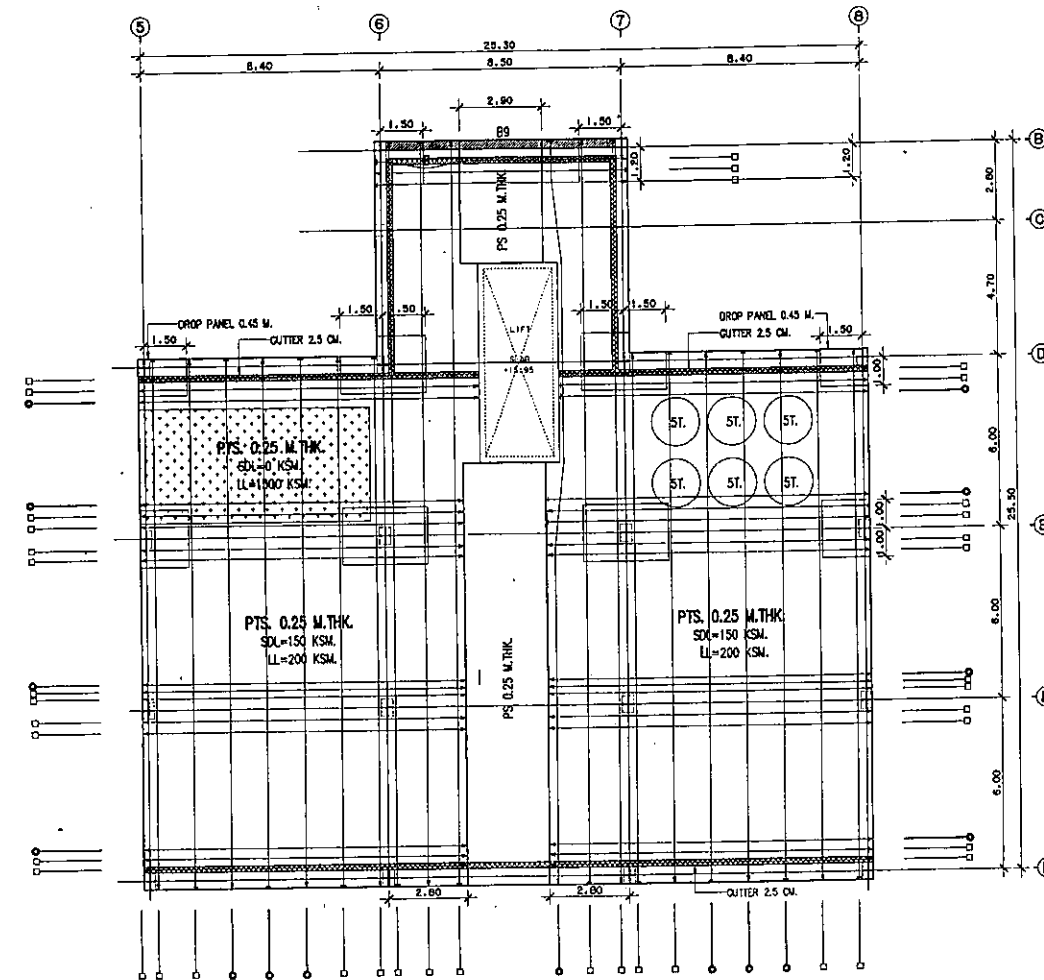 5 6 7 8
25.30
8.40 8.50 8.40
2.90
1.50 B9 1.50
B
1.20 1.20
2.80
PS 0.25 M.THK.
C
4.70
1.50 1.50 1.50
DROP PANEL 0.45 M. DROP PANEL 0.45 M.
GUTTER 2.5 CM. GUTTER 2.5 CM.
1.50 1.50
LIFT
D
1.00
PTS. 0.25 M.THK.
SDL=0 KSM.
5T. 5T. 5T.
5T. 5T. 5T.
6.00
25.50
1.00
1.00
PTS. 0.25 M.THK.
SDL=150 KSM.
LL=200 KSM.
PTS. 0.25 M.THK.
SDL=150 KSM.
LL=200 KSM.
PS 0.25 M.THK.
6.00
6.00
2.80 2.80
GUTTER 2.5 CM.